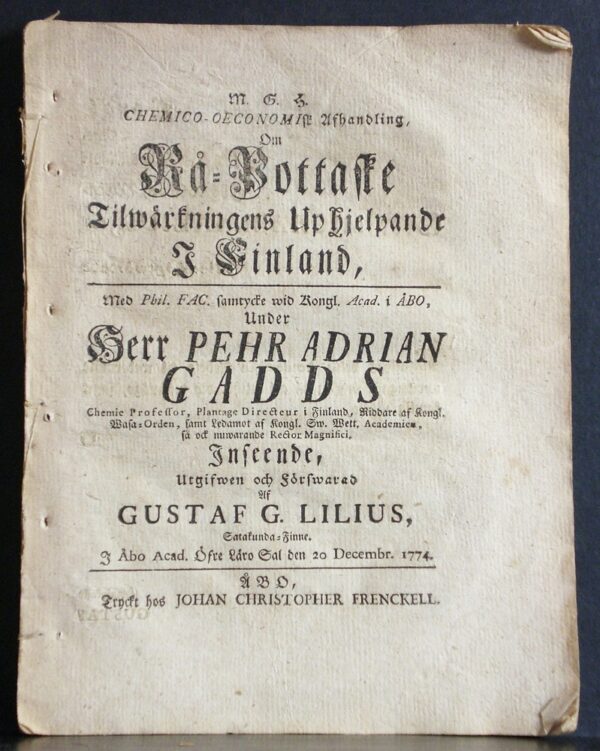 M. G. H.
CHEMICO-OECONOMIsk Afhandling,
Om
Rå-Pottaske
Tilwärkningens Uphjelpande
I Finland,
Med Phil. FAC. samtycke wid Kongl. Acad. i ÅBO,
Under
Herr PEHR ADRIAN
GADDS
Chemie Professor, Plantage Directeur i Finland, Riddare af Kongl.
Wasa-Orden, samt Ledamot af Kongl. Sw. Wett. Academien,
så ock nuwarande Rector Magnifici,
Inseende,
Utgifwen och Förswarad
Af
GUSTAF G. LILIUS,
Satakunda-Finne.
I Åbo Acad. Öfre Läro Sal den 20 Decembr. 1774.
ÅBO,
Tryckt hos JOHAN CHRISTOPHER FRENCKELL.